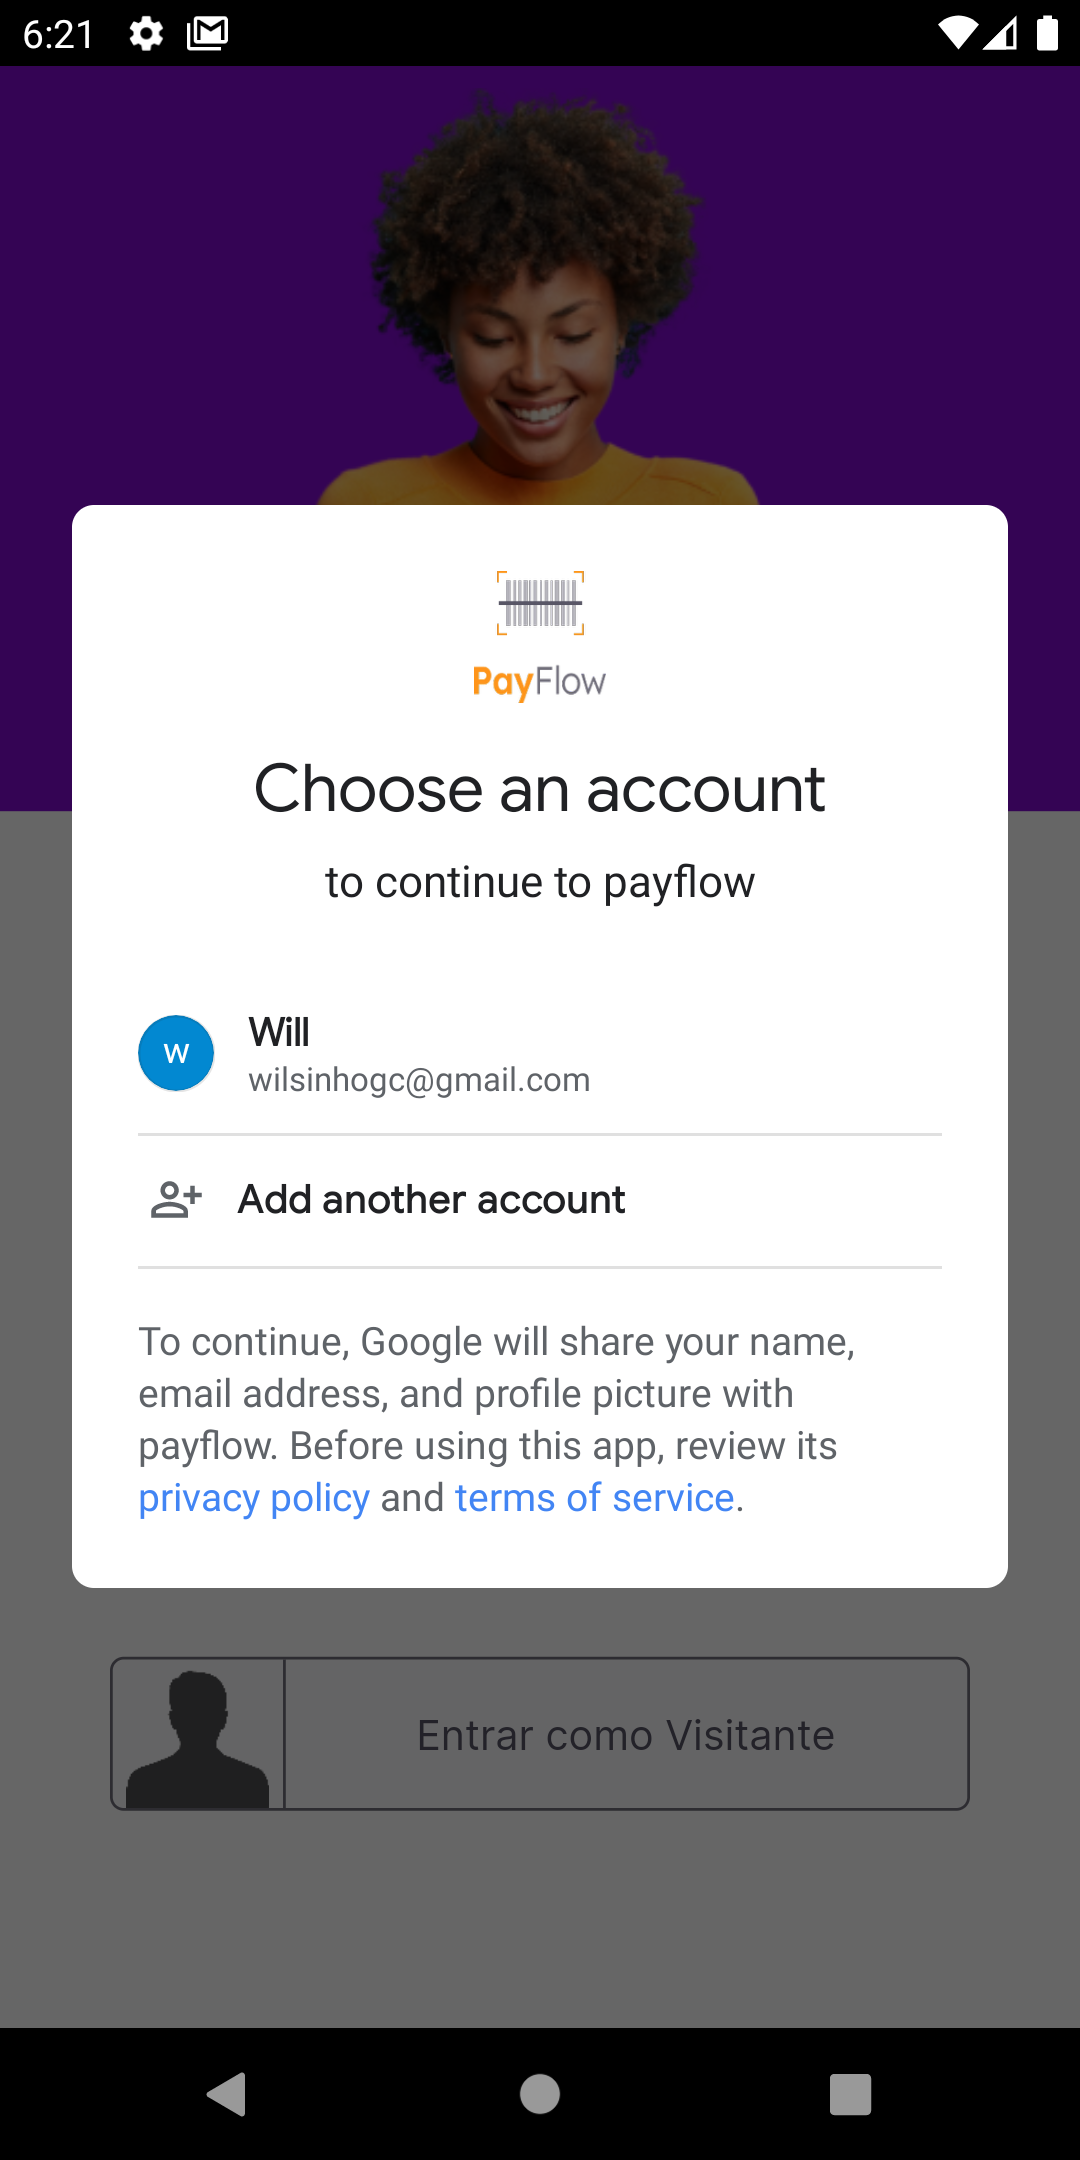 6:21
PayFlow
Choose an account
to continue to payflow
W
Will
wilsinhogc@gmail.com
Add another account
To continue, Google will share your name,
email address, and profile picture with
payflow. Before using this app, review its
privacy policy and terms of service.
Entrar como Visitante